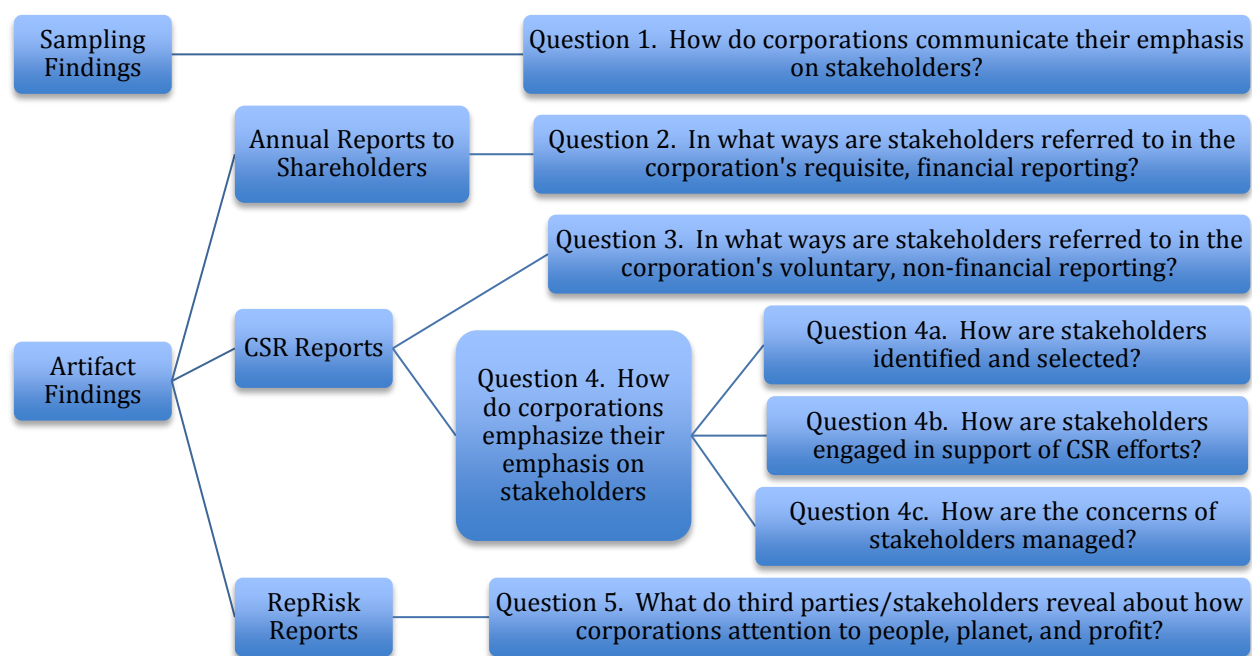 Sampling
Findings
Question 1.  How do corporations communicate their emphasis
on stakeholders?
Annual Reports to
Shareholders
Question 2.  In what ways are stakeholders referred to in the
corporation's requisite, financial reporting?
Question 3.  In what ways are stakeholders referred to in the
corporation's voluntary, non-financial reporting?
Artifact
Findings
CSR Reports
Question 4.  How
do corporations
emphasize their
emphasis on
stakeholders
Question 4a.  How are stakeholders
identified and selected?
Question 4b.  How are stakeholders
engaged in support of CSR efforts?
Question 4c.  How are the concerns of
stakeholders managed?
RepRisk
Reports
Question 5.  What do third parties/stakeholders reveal about how
corporations attention to people, planet, and profit?